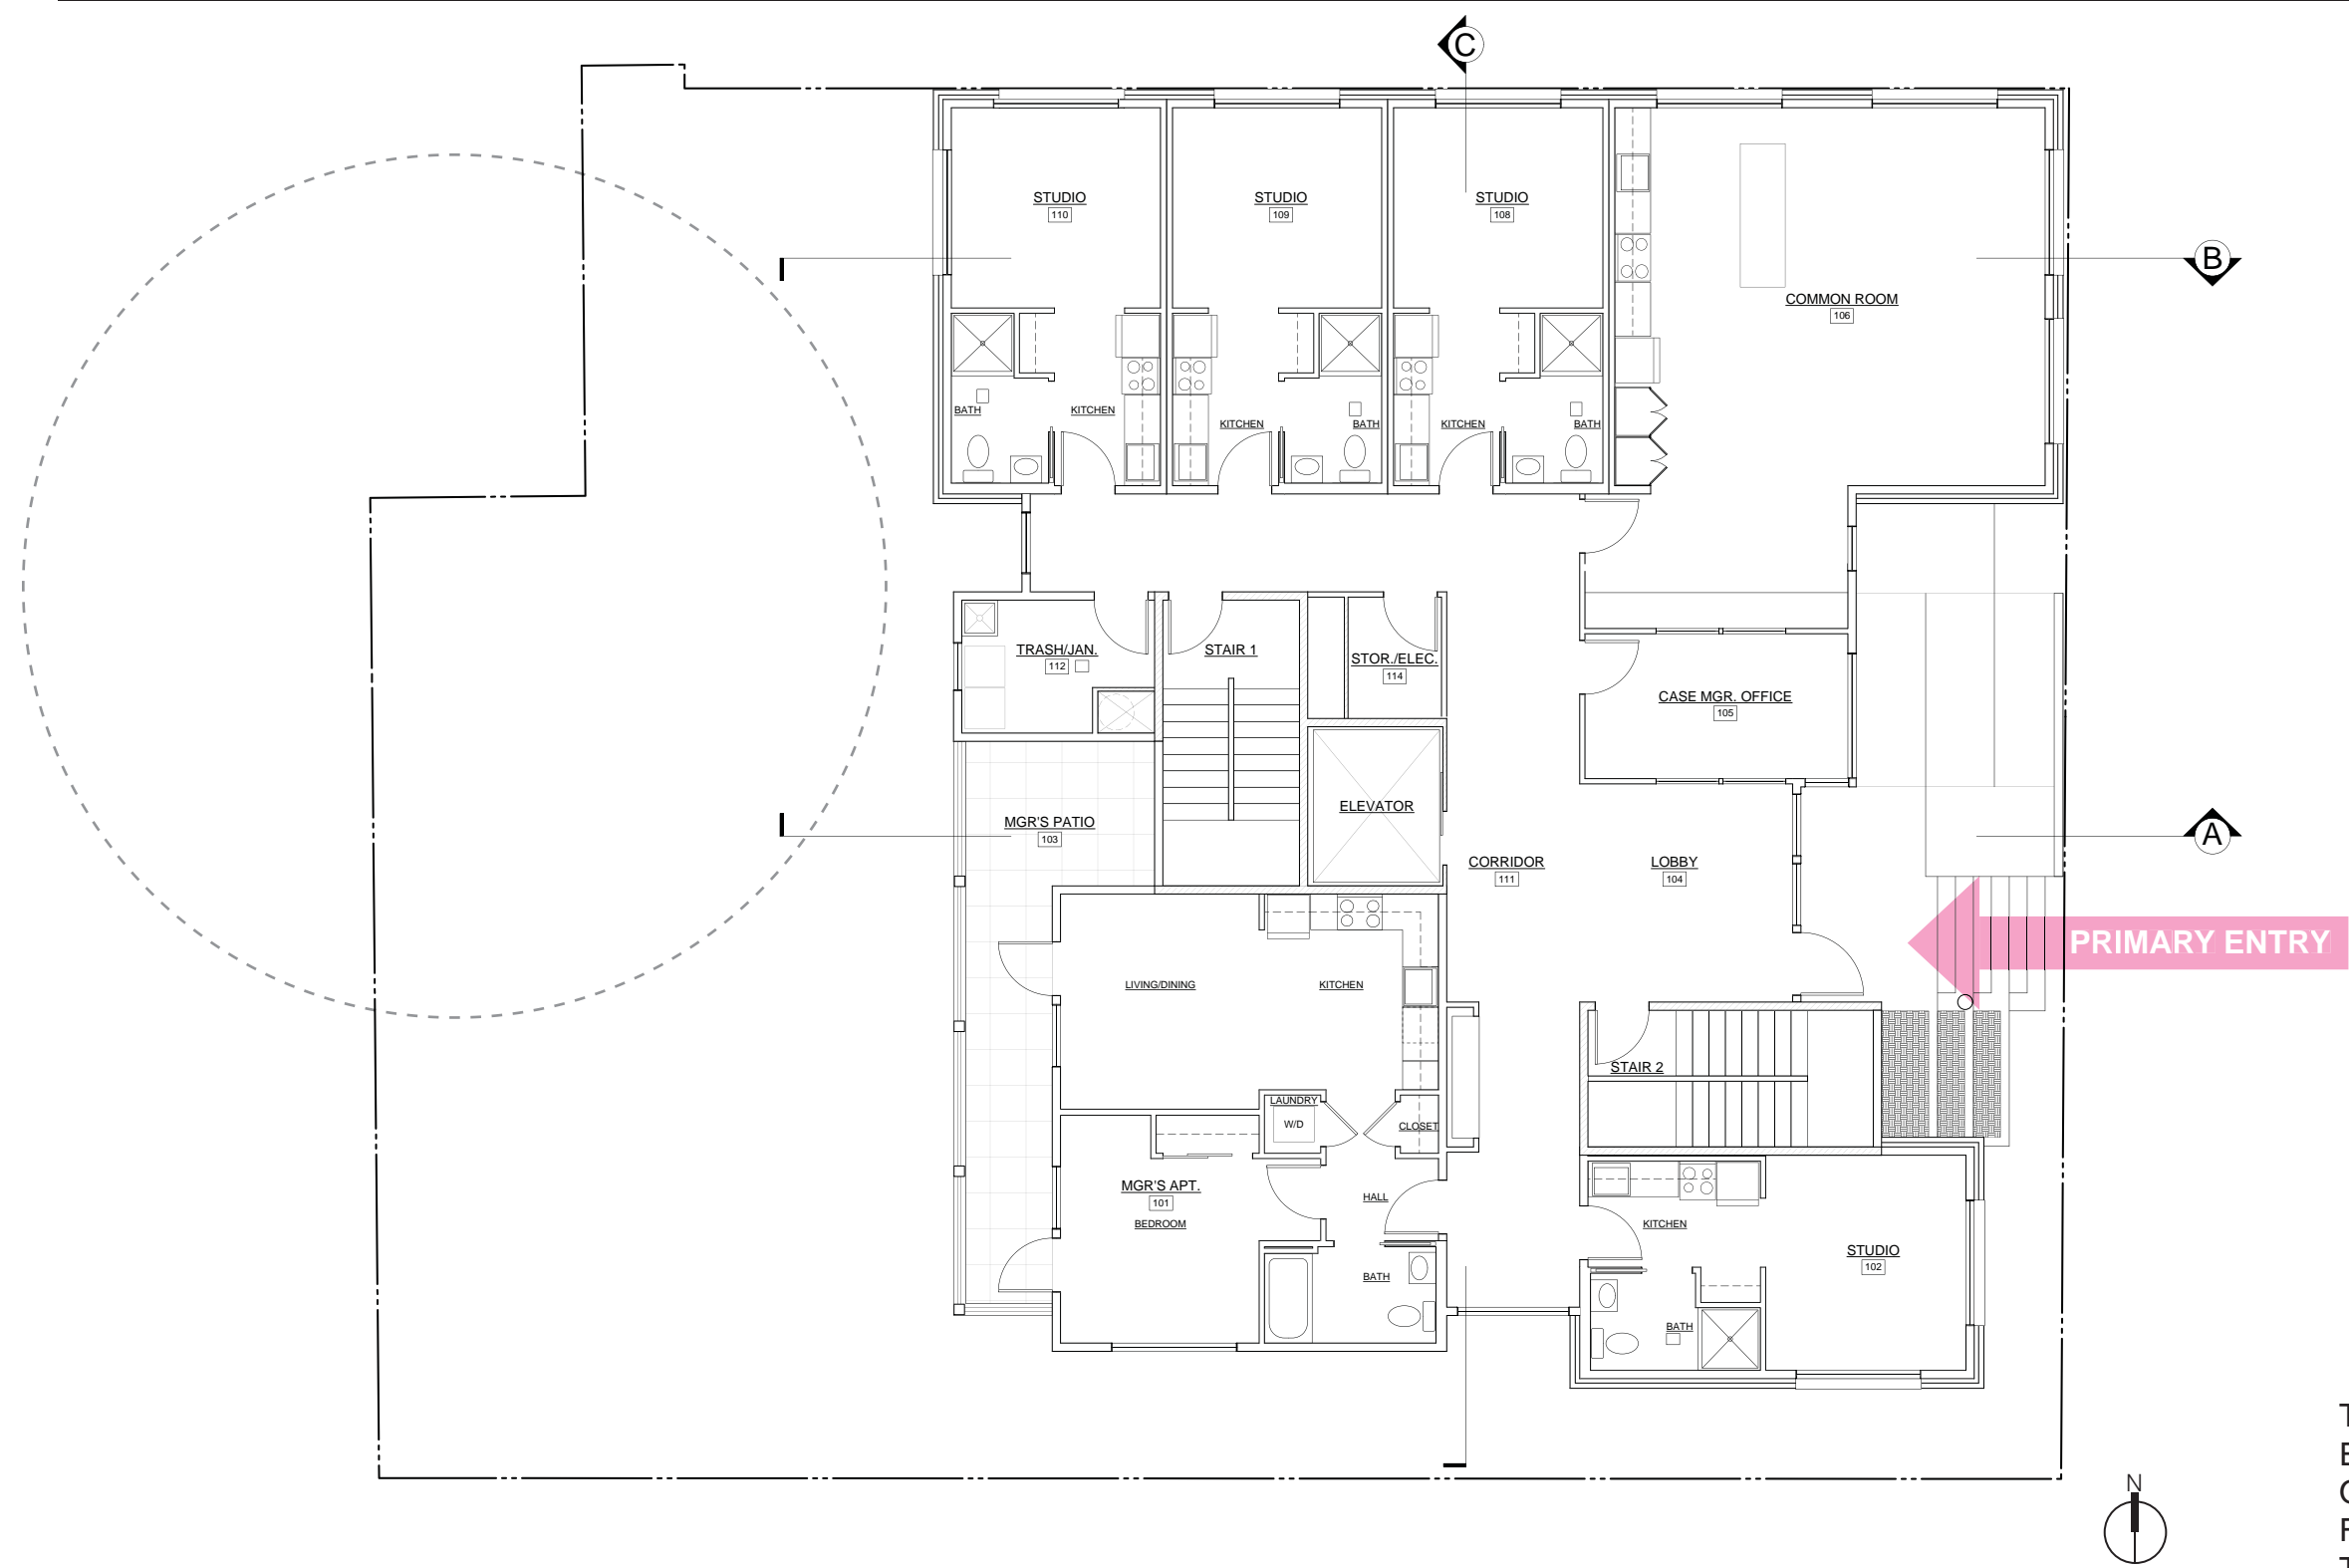 C
STUDIO
110
STUDIO
109
STUDIO
108
COMMON ROOM
106
B
BATH
KITCHEN
KITCHEN
BATH
KITCHEN
BATH
TRASH/JAN.
112
STAIR 1
STOR./ELEC.
114
CASE MGR. OFFICE
105
MGR'S PATIO
103
ELEVATOR
CORRIDOR
111
LOBBY
104
A
PRIMARY ENTRY
LIVING/DINING
KITCHEN
STAIR 2
LAUNDRY
W/D
CLOSET
MGR'S APT.
101
BEDROOM
HALL
BATH
KITCHEN
STUDIO
102
BATH
N